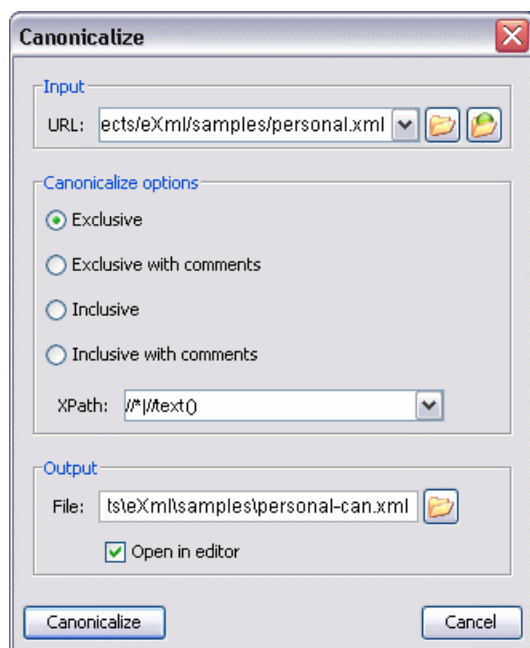 Canonicalize
Input
URL: ects/eXml/samples/personal.xml
Canonicalize options
Exclusive
Exclusive with comments
Inclusive
Inclusive with comments
XPath: //*|//text()
Output
File: ts\eXml\samples\personal-can.xml
Open in editor
Canonicalize Cancel